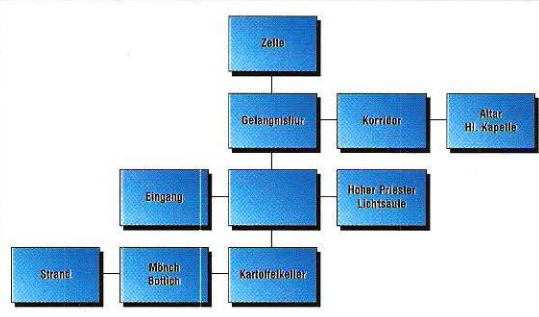 Zelle
Gefängnisflur
Korridor
Altar
Hl. Kapelle
Eingang
Hoher Priester
Lichtsäule
Strand
Mönch
Bottich
Kartoffelkeller